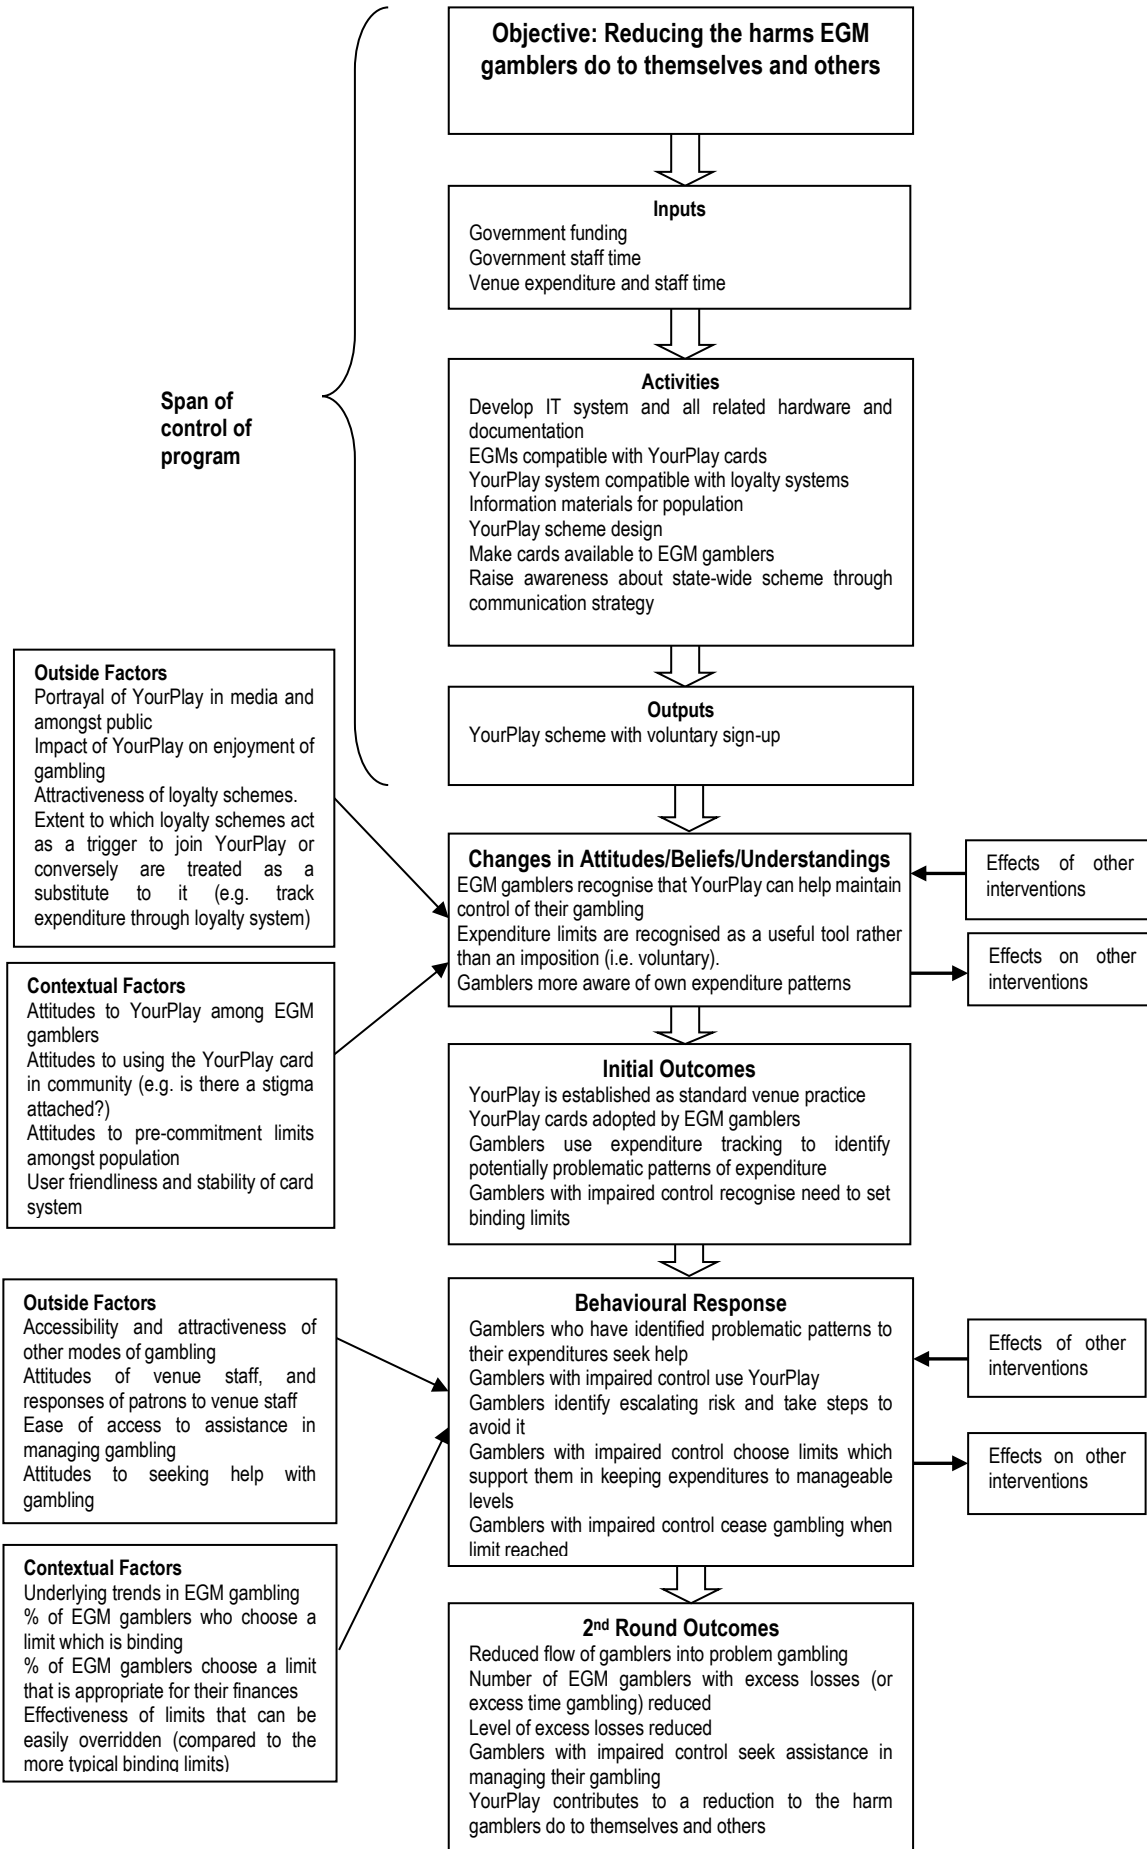 Objective: Reducing the harms EGM
gamblers do to themselves and others
Inputs
Government funding
Government staff time
Venue expenditure and staff time
Span of
control of
program
Activities
Develop IT system and all related hardware and
documentation
EGMs compatible with YourPlay cards
YourPlay system compatible with loyalty systems
Information materials for population
YourPlay scheme design
Make cards available to EGM gamblers
Raise awareness about state-wide scheme through
communication strategy
Outputs
YourPlay scheme with voluntary sign-up
Outside Factors
Portrayal of YourPlay in media and
amongst public
Impact of YourPlay on enjoyment of
gambling
Attractiveness of loyalty schemes.
Extent to which loyalty schemes act
as a trigger to join YourPlay or
conversely are treated as a
substitute to it (e.g. track
expenditure through loyalty system)
Contextual Factors
Attitudes to YourPlay among EGM
gamblers
Attitudes to using the YourPlay card
in community (e.g. is there a stigma
attached?)
Attitudes to pre-commitment limits
amongst population
User friendliness and stability of card
system
Changes in Attitudes/Beliefs/Understandings
EGM gamblers recognise that YourPlay can help maintain
control of their gambling
Expenditure limits are recognised as a useful tool rather
than an imposition (i.e. voluntary).
Gamblers more aware of own expenditure patterns
Effects of other
interventions
Effects on other
interventions
Initial Outcomes
YourPlay is established as standard venue practice
YourPlay cards adopted by EGM gamblers
Gamblers use expenditure tracking to identify
potentially problematic patterns of expenditure
Gamblers with impaired control recognise need to set
binding limits
Outside Factors
Accessibility and attractiveness of
other modes of gambling
Attitudes of venue staff, and
responses of patrons to venue staff
Ease of access to assistance in
managing gambling
Attitudes to seeking help with
gambling
Contextual Factors
Underlying trends in EGM gambling
% of EGM gamblers who choose a
limit which is binding
% of EGM gamblers choose a limit
that is appropriate for their finances
Effectiveness of limits that can be
easily overridden (compared to the
more typical binding limits)
Behavioural Response
Gamblers who have identified problematic patterns to
their expenditures seek help
Gamblers with impaired control use YourPlay
Gamblers identify escalating risk and take steps to
avoid it
Gamblers with impaired control choose limits which
support them in keeping expenditures to manageable
levels
Gamblers with impaired control cease gambling when
limit reached
Effects of other
interventions
Effects on other
interventions
2nd Round Outcomes
Reduced flow of gamblers into problem gambling
Number of EGM gamblers with excess losses (or
excess time gambling) reduced
Level of excess losses reduced
Gamblers with impaired control seek assistance in
managing their gambling
YourPlay contributes to a reduction to the harm
gamblers do to themselves and others